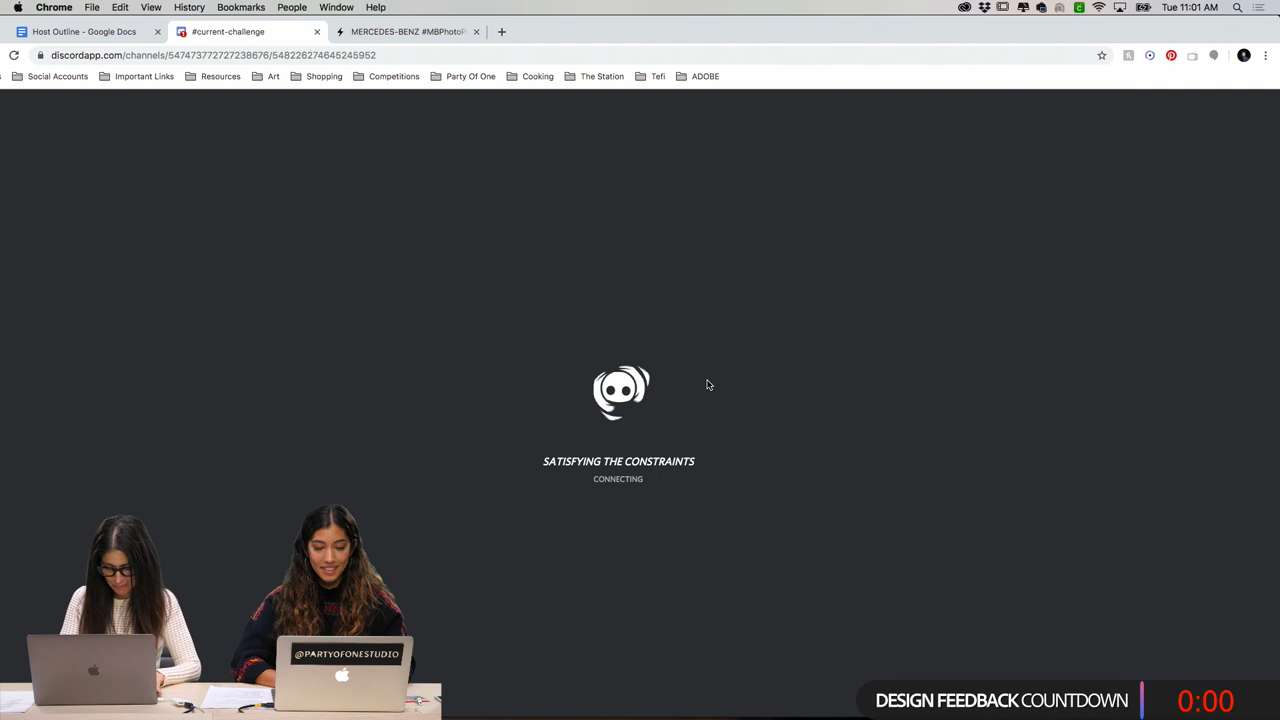 Chrome File Edit View History Bookmarks People Window Help Tue 11:01 AM
Host Outline - Google Docs #current-challenge MERCEDES-BENZ #MBPhotoP
discordapp.com/channels/547473772727238676/548226274645245952
Social Accounts Important Links Resources Art Shopping Competitions Party Of One Cooking The Station Tefi ADOBE
SATISFYING THE CONSTRAINTS
CONNECTING
@PARTYOFONESTUDIO
DESIGN FEEDBACK COUNTDOWN 0:00